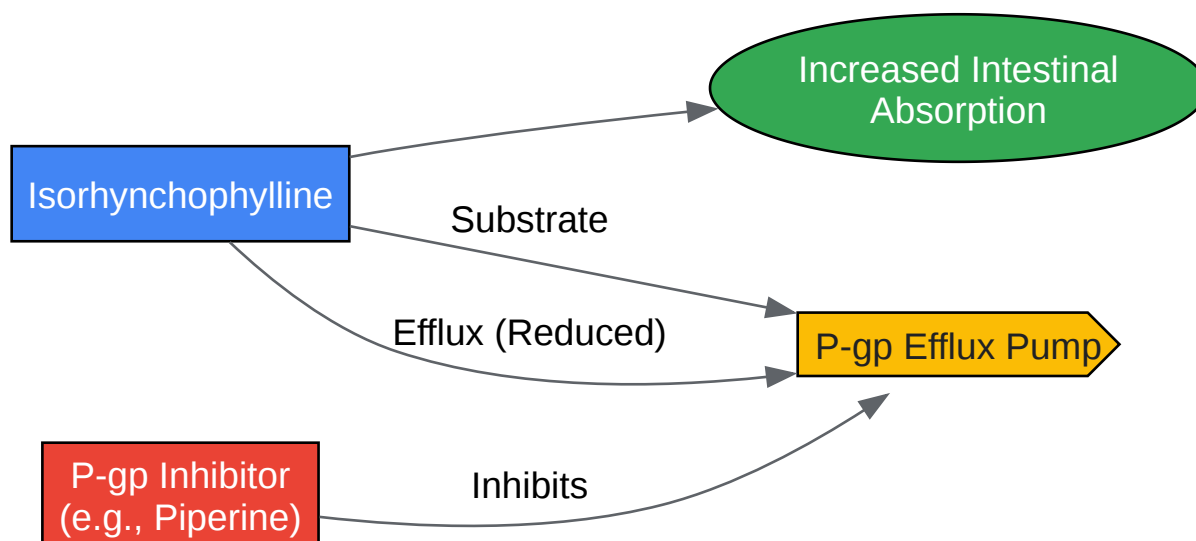 Increased Intestinal
Absorption
Isorhynchophylline
Substrate
Efflux (Reduced)
P-gp Efflux Pump
P-gp Inhibitor
(e.g., Piperine)
Inhibits